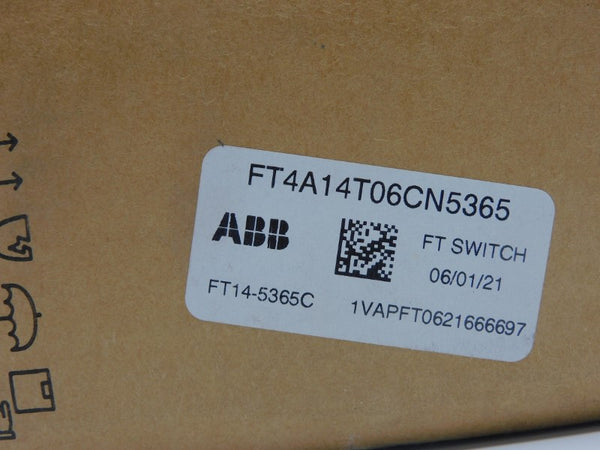 FT4A14T06CN5365
ABB
FT SWITCH
06/01/21
FT14-5365C
1VAPFT0621666697